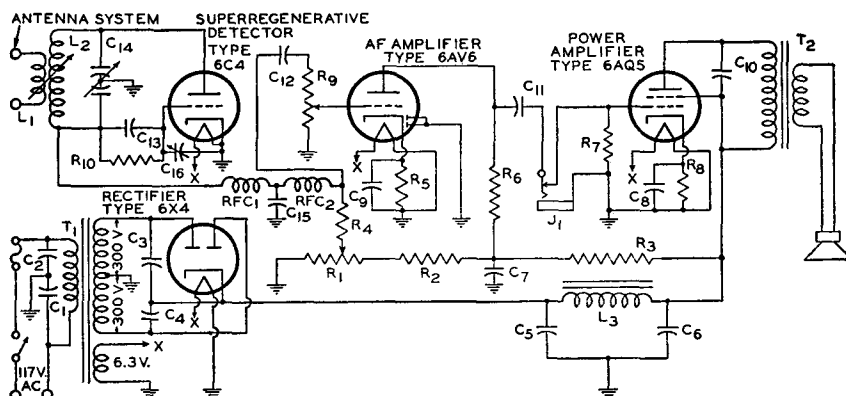 ANTENNA SYSTEM
SUPERREGENERATIVE
DETECTOR
TYPE
6C4
AF AMPLIFIER
TYPE 6AV6
POWER
AMPLIFIER
TYPE 6AQ5
L2
C14
L1
C13
R10
C16
X
C12
R9
C11
R7
C10
T2
X
C9
R5
R6
J1
X
C8
R8
RFC1
RFC2
C15
R4
R1
R2
C7
R3
RECTIFIER
TYPE 6X4
T1
C2
C1
300 V.
300 V.
C3
C4
X
X
6.3V.
117V.
AC
C5
L3
C6